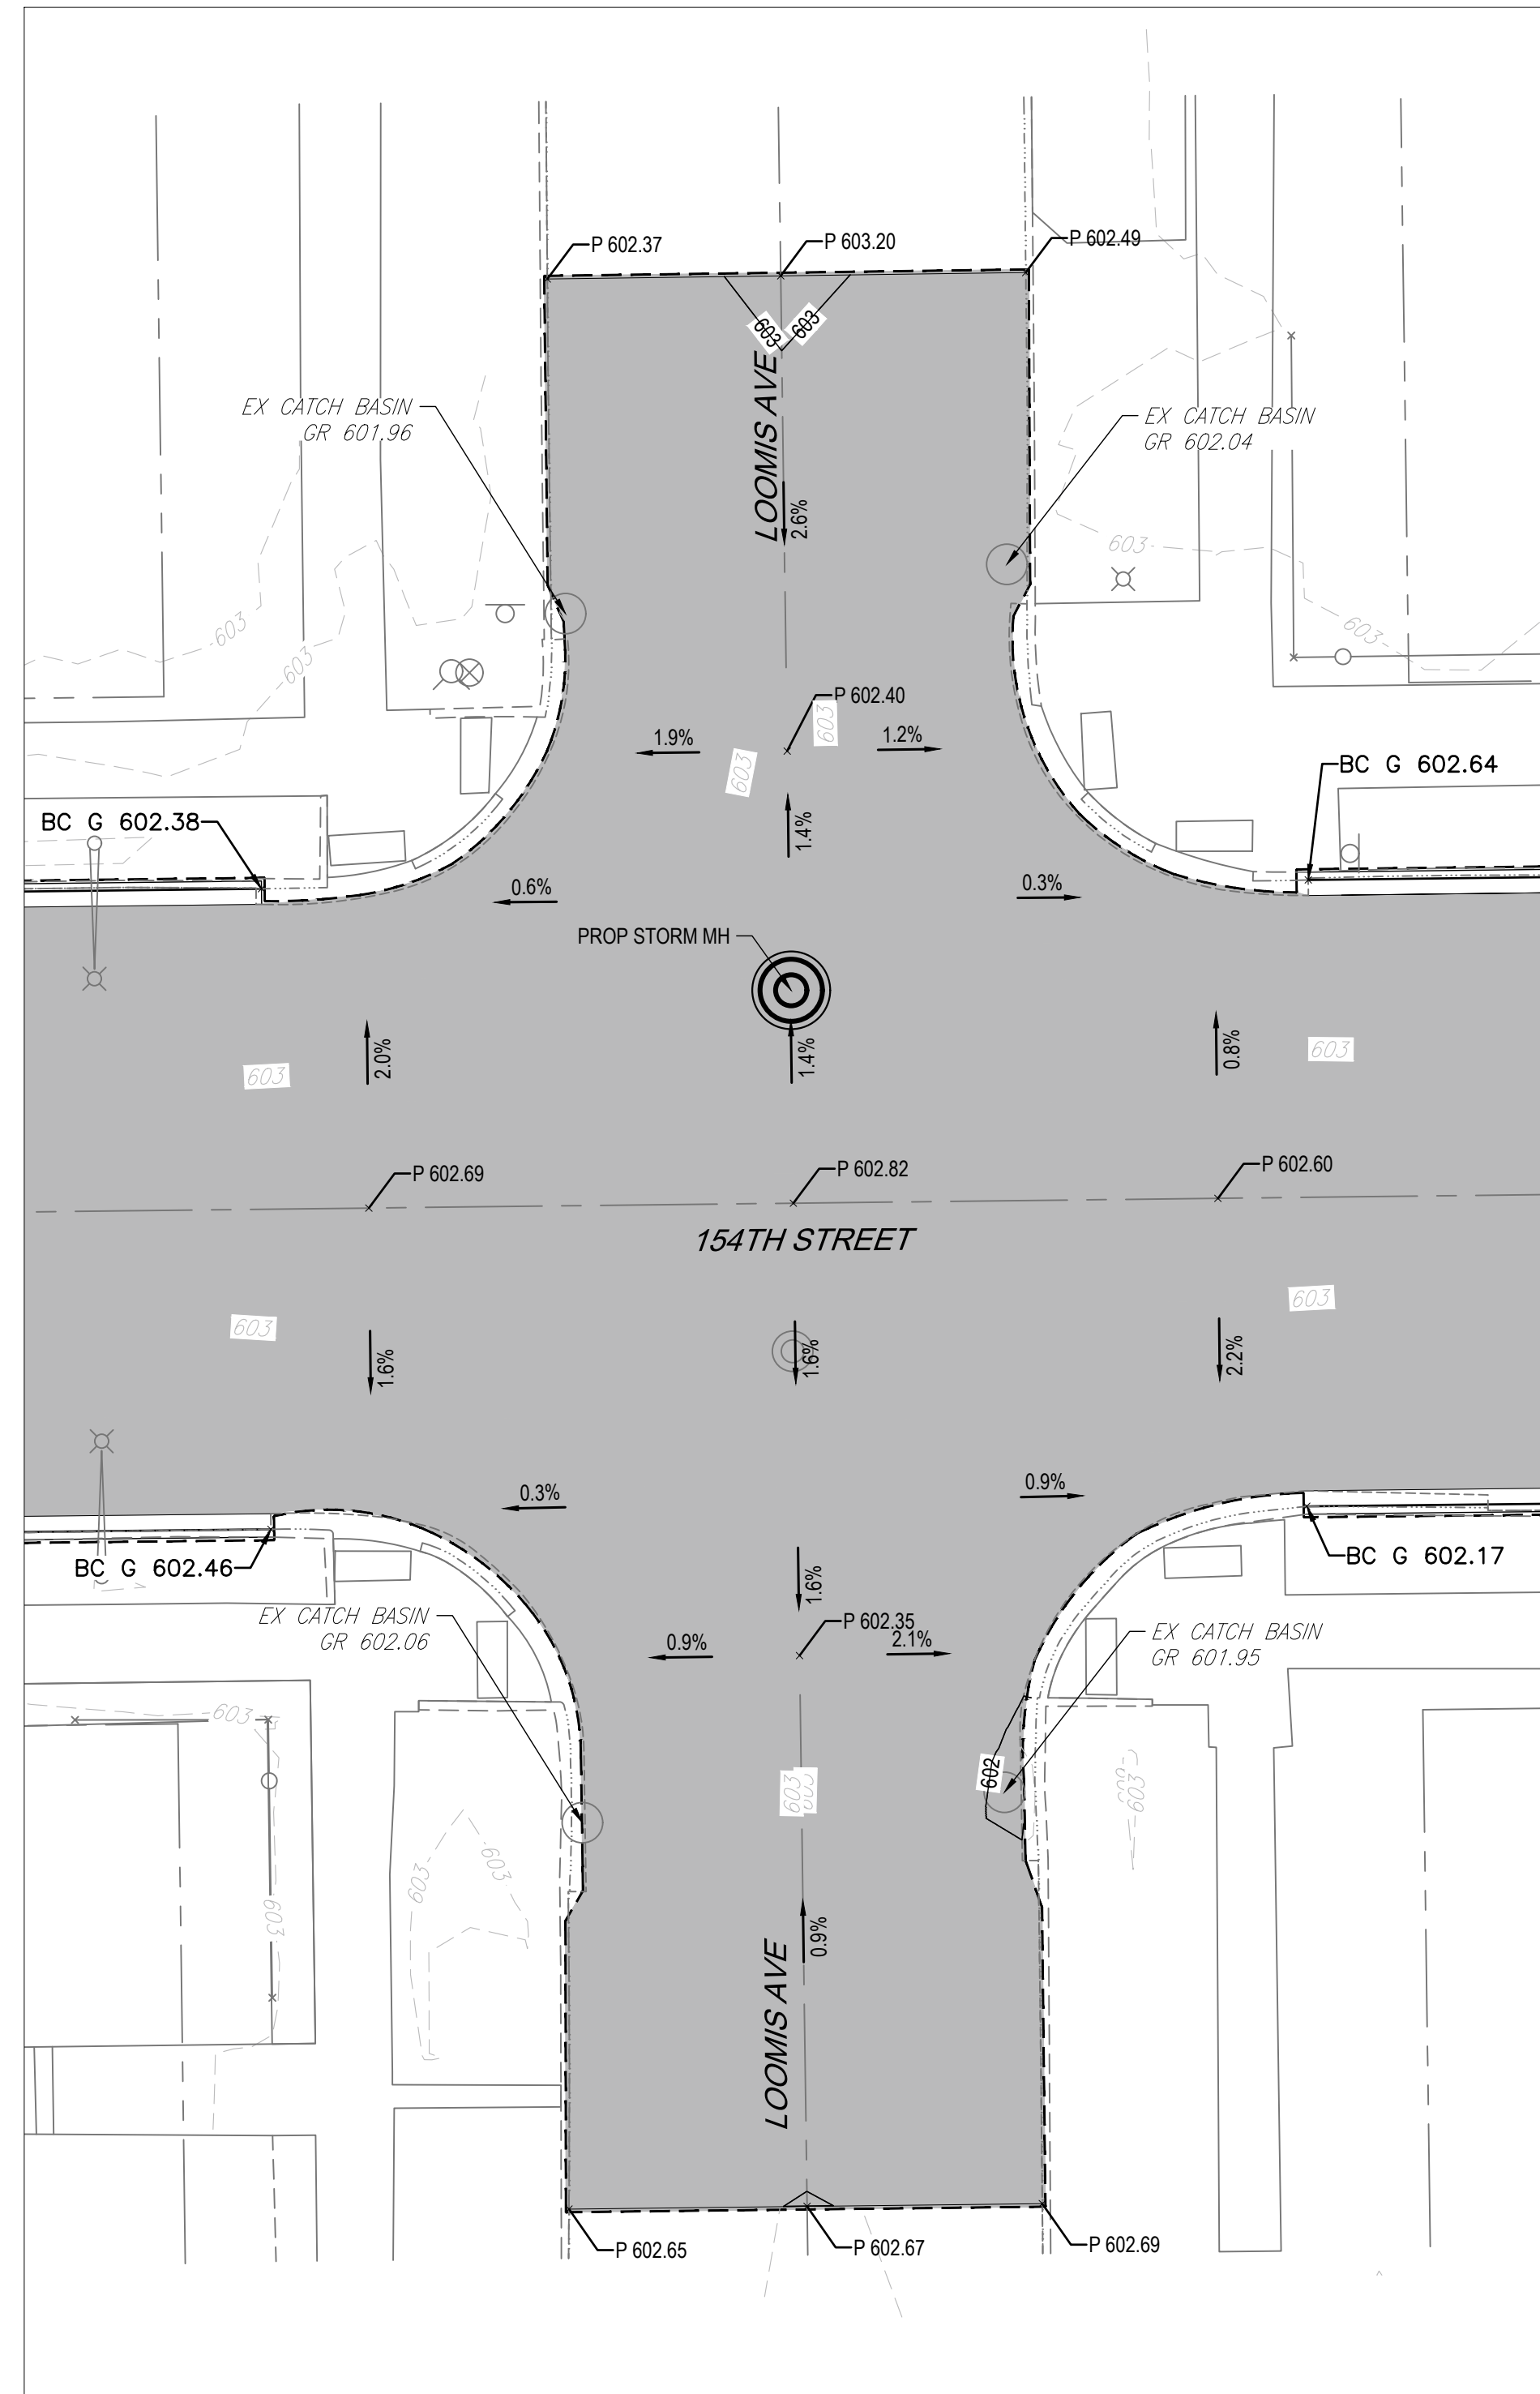 P 602.37
P 603.20
P 602.49
603
603
LOOMIS AVE
2.6%
EX CATCH BASIN
GR 601.96
EX CATCH BASIN
GR 602.04
603
603
603
603
P 602.40
603
603
1.9%
1.2%
BC G 602.64
BC G 602.38
1.4%
0.6%
0.3%
PROP STORM MH
2.0%
1.4%
0.8%
603
603
P 602.69
P 602.82
P 602.60
154TH STREET
603
603
1.6%
1.6%
2.2%
0.3%
0.9%
BC G 602.46
BC G 602.17
1.6%
EX CATCH BASIN
GR 602.06
P 602.35
0.9%
2.1%
EX CATCH BASIN
GR 601.95
603
602
603
603
603
603
603
603
0.9%
LOOMIS AVE
P 602.65
P 602.67
P 602.69